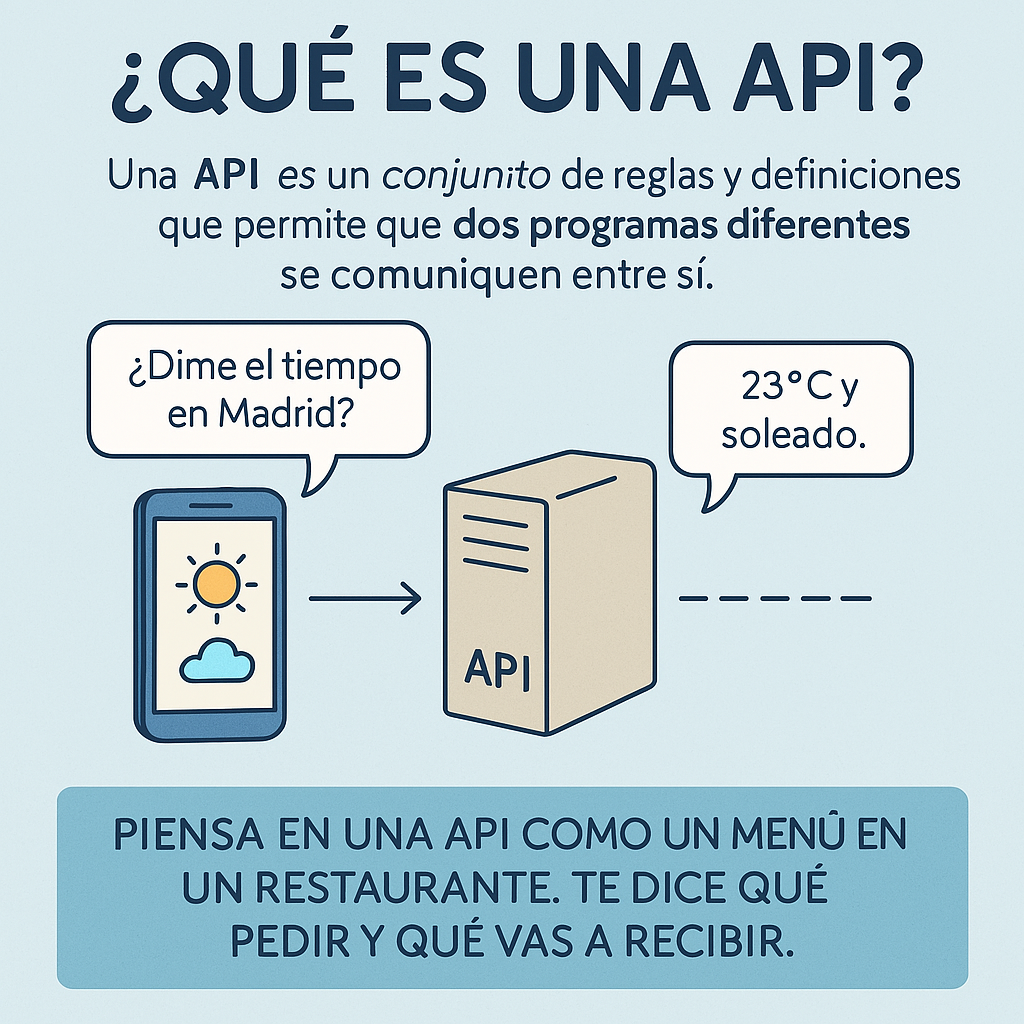 ¿QUÉ ES UNA API?
Una API es un conjunito de reglas y definiciones
que permite que dos programas diferentes
se comuniquen entre sí.
¿Dime el tiempo
en Madrid?
23°C y
soleado.
API
PIENSA EN UNA API COMO UN MENÛ EN
UN RESTAURANTE. TE DICE QUÉ
PEDIR Y QUÉ VAS A RECIBIR.